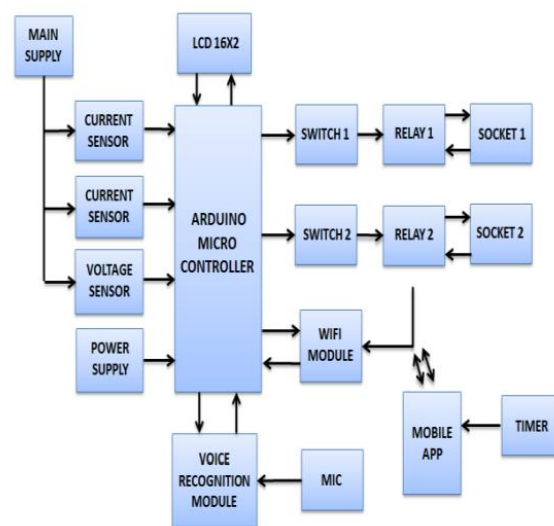 MAIN
SUPPLY
LCD 16X2
CURRENT
SENSOR
CURRENT
SENSOR
VOLTAGE
SENSOR
POWER
SUPPLY
ARDUINO
MICRO
CONTROLLER
SWITCH 1
RELAY 1
SOCKET 1
SWITCH 2
RELAY 2
SOCKET 2
WIFI
MODULE
MOBILE
APP
TIMER
VOICE
RECOGNITION
MODULE
MIC